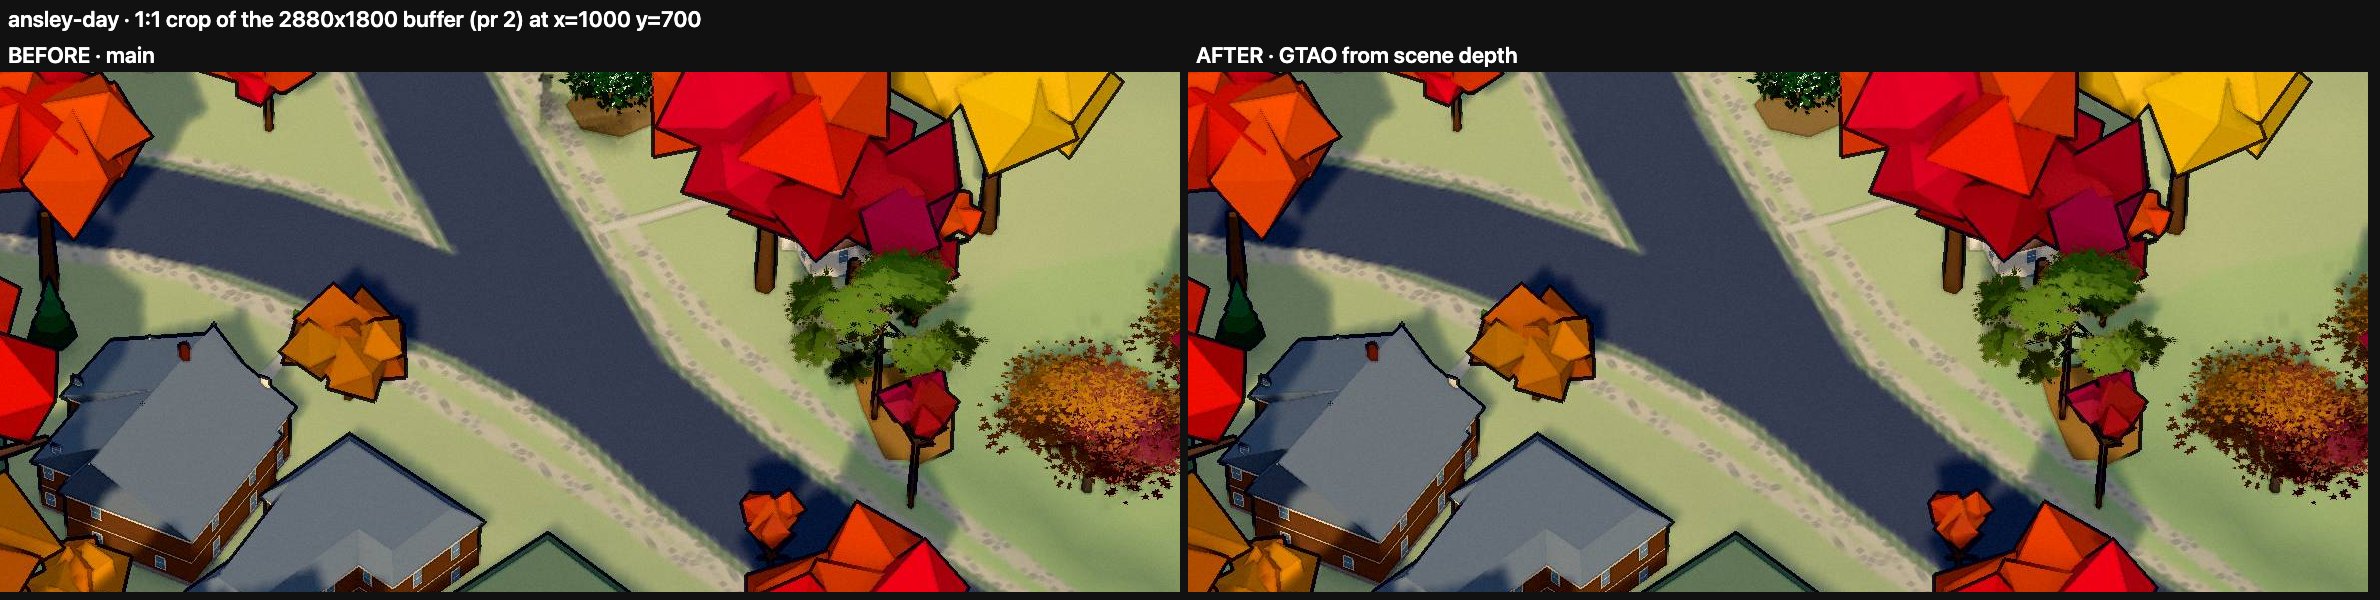 ansley-day · 1:1 crop of the 2880x1800 buffer (pr 2) at x=1000 y=700
BEFORE · main
AFTER · GTAO from scene depth